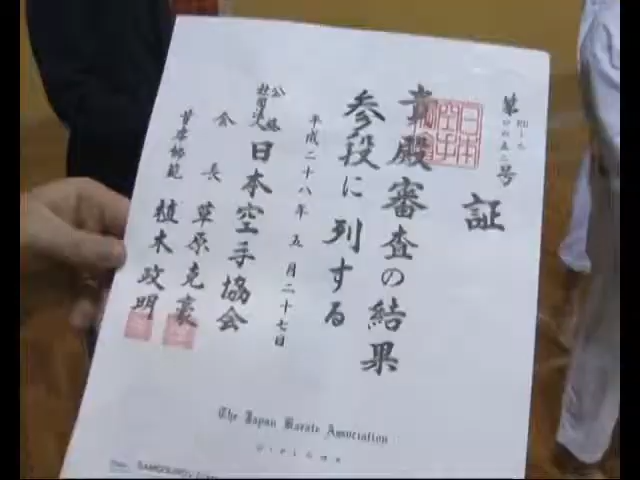 証
貴殿審査の結果
参段に列する
平成二十八年五月二十七日
公益
社団法人
日本空手協会
会長 草原克豪
首席師範 植木政明
The Japan Karate Association
Diploma